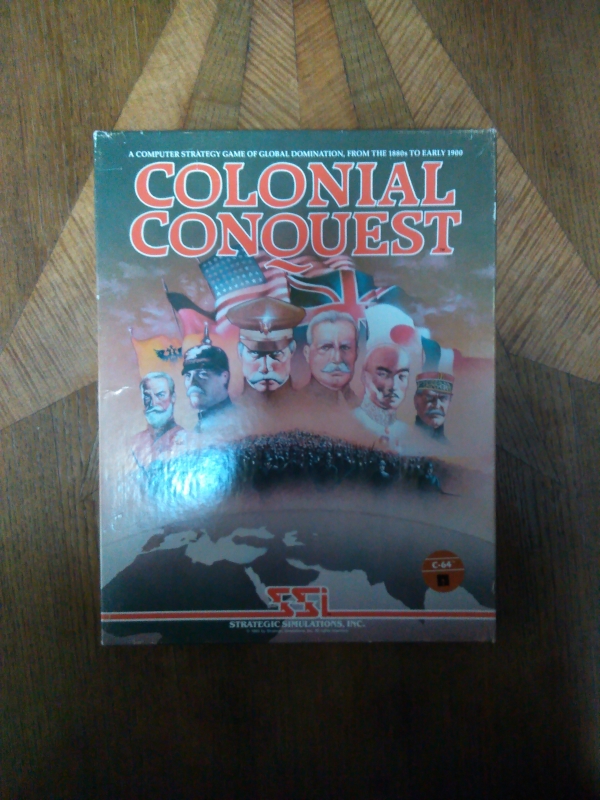 A COMPUTER STRATEGY GAME OF GLOBAL DOMINATION, FROM THE 1880s TO EARLY 1900
COLONIAL
CONQUEST
C-64
SSI
STRATEGIC SIMULATIONS, INC.